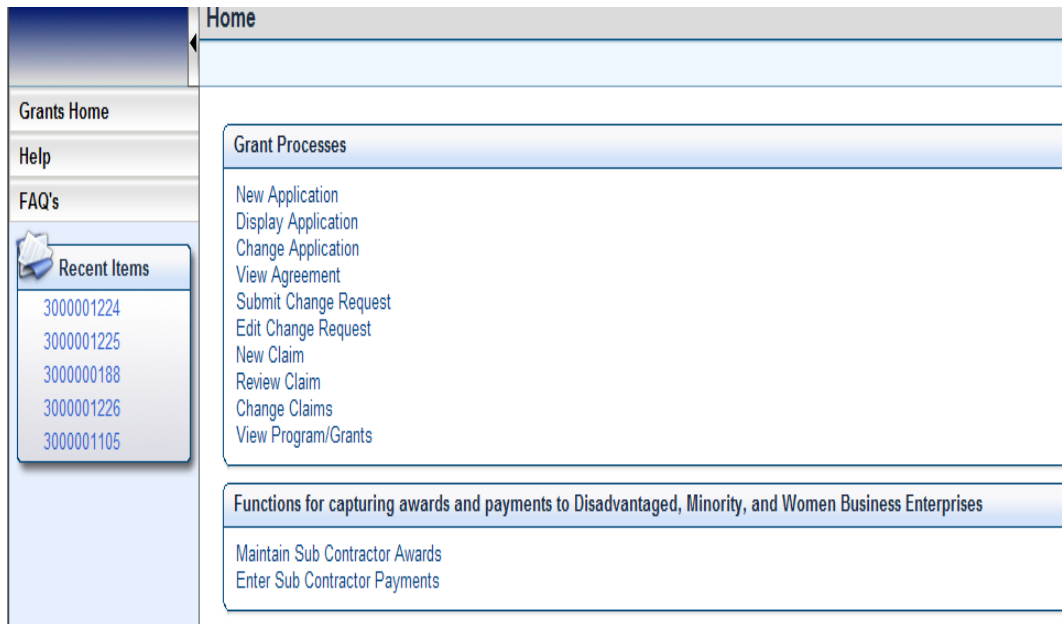 Home
Grants Home
Help
FAQ's
Recent Items
3000001224
3000001225
3000000188
3000001226
3000001105
Grant Processes
New Application
Display Application
Change Application
View Agreement
Submit Change Request
Edit Change Request
New Claim
Review Claim
Change Claims
View Program/Grants
Functions for capturing awards and payments to Disadvantaged, Minority, and Women Business Enterprises
Maintain Sub Contractor Awards
Enter Sub Contractor Payments